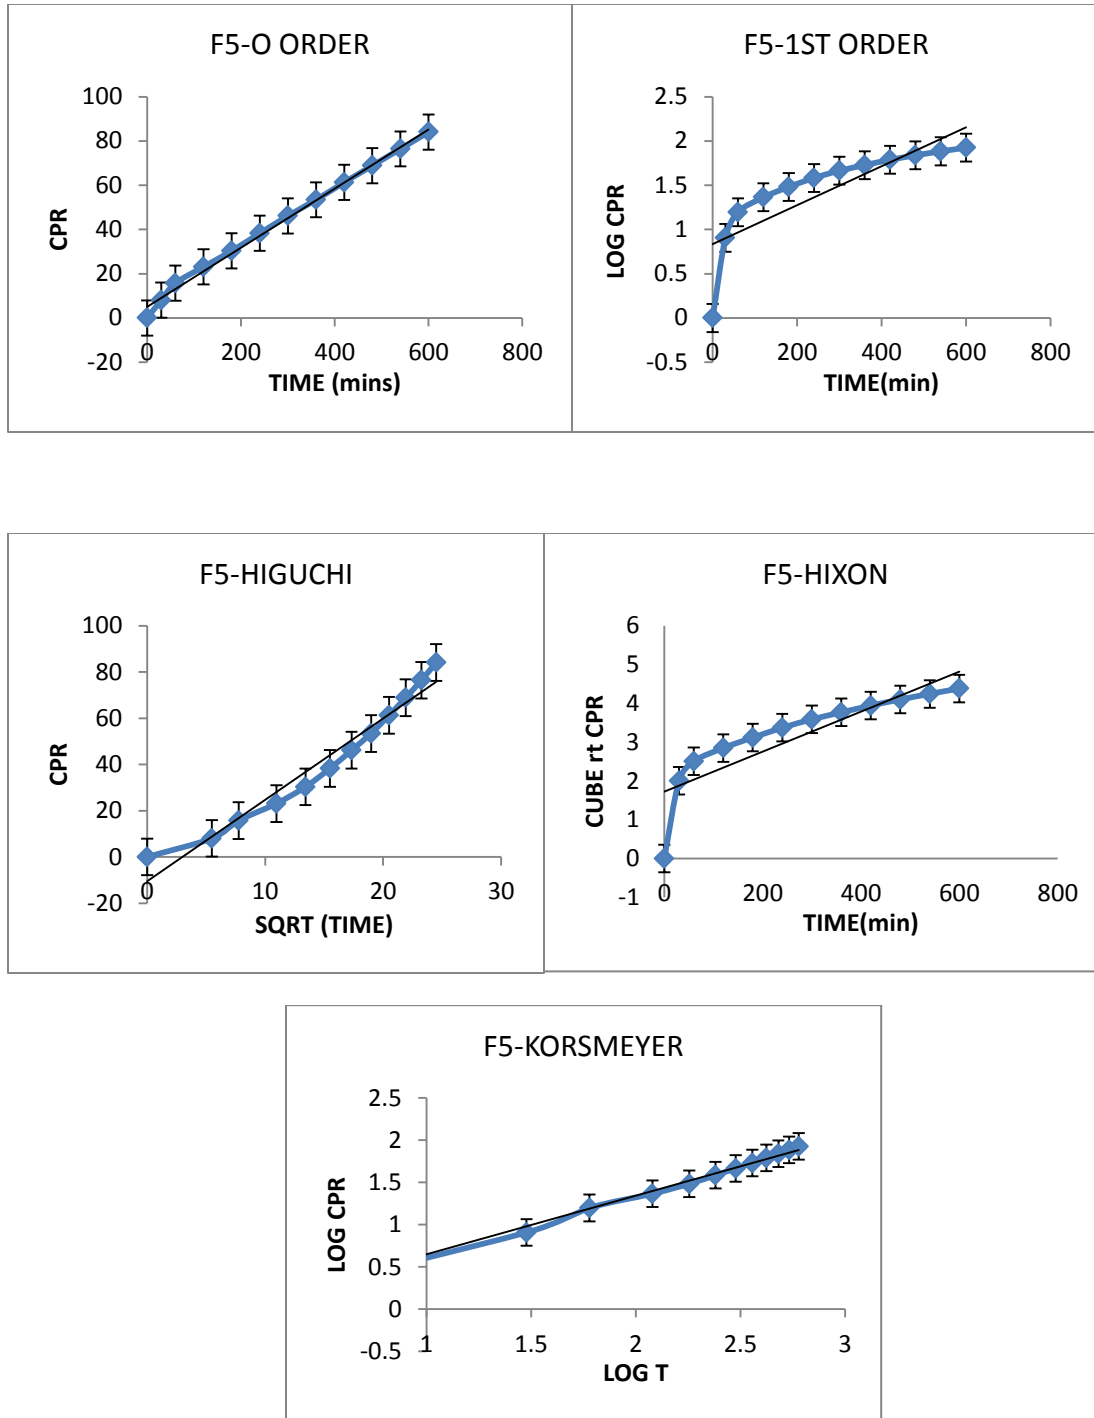 F5-O ORDER
100
80
60
40
20
0
-20
CPR
0 200 400 600 800
TIME (mins)
F5-1ST ORDER
2.5
2
1.5
1
0.5
0
-0.5
LOG CPR
0 200 400 600 800
TIME(min)
F5-HIGUCHI
100
80
60
40
20
0
-20
CPR
0 10 20 30
SQRT (TIME)
F5-HIXON
6
5
4
3
2
1
0
-1
CUBE rt CPR
0 200 400 600 800
TIME(min)
F5-KORSMEYER
2.5
2
1.5
1
0.5
0
-0.5
LOG CPR
1 1.5 2 2.5 3
LOG T